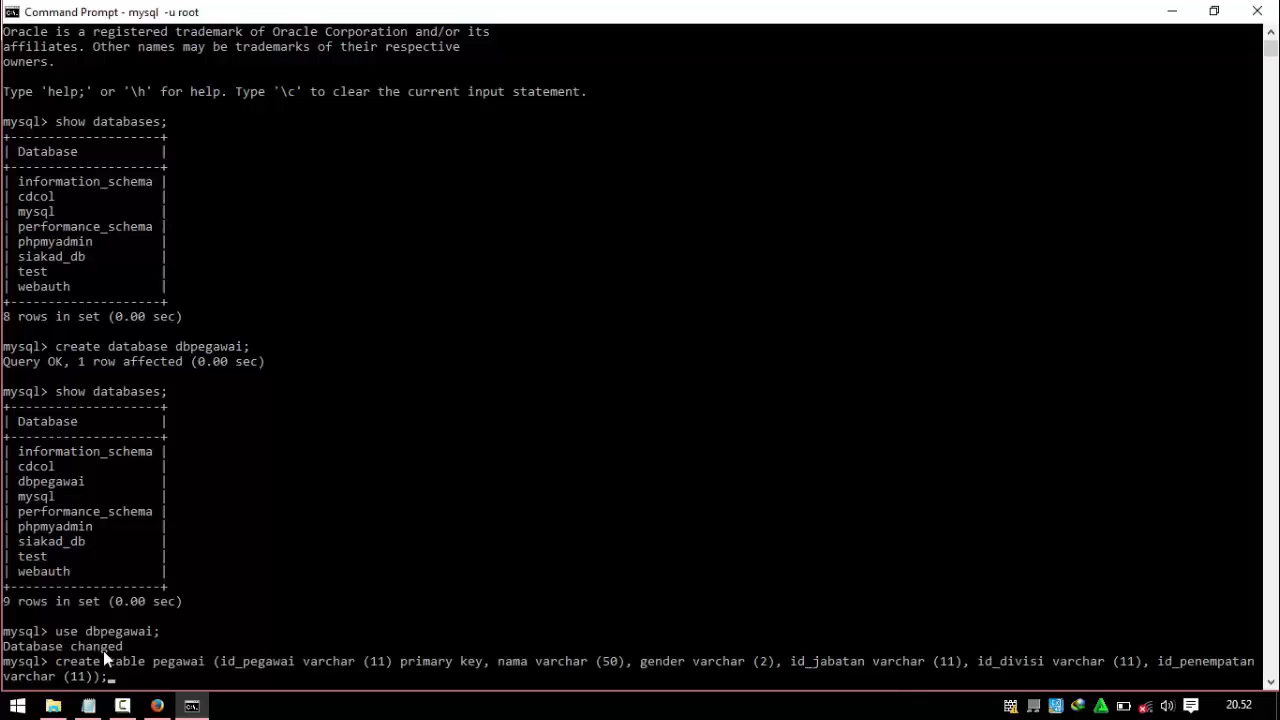 Command Prompt - mysql -u root
Oracle is a registered trademark of Oracle Corporation and/or its
affiliates. Other names may be trademarks of their respective
owners.
Type 'help;' or '\h' for help. Type '\c' to clear the current input statement.
mysql> show databases;
+--------------------+
| Database           |
+--------------------+
| information_schema |
| cdcol              |
| mysql              |
| performance_schema |
| phpmyadmin         |
| siakad_db          |
| test               |
| webauth            |
+--------------------+
8 rows in set (0.00 sec)
mysql> create database dbpegawai;
Query OK, 1 row affected (0.00 sec)
mysql> show databases;
+--------------------+
| Database           |
+--------------------+
| information_schema |
| cdcol              |
| dbpegawai          |
| mysql              |
| performance_schema |
| phpmyadmin         |
| siakad_db          |
| test               |
| webauth            |
+--------------------+
9 rows in set (0.00 sec)
mysql> use dbpegawai;
Database changed
mysql> create table pegawai (id_pegawai varchar (11) primary key, nama varchar (50), gender varchar (2), id_jabatan varchar (11), id_divisi varchar (11), id_penempatan
varchar (11));_
20.52